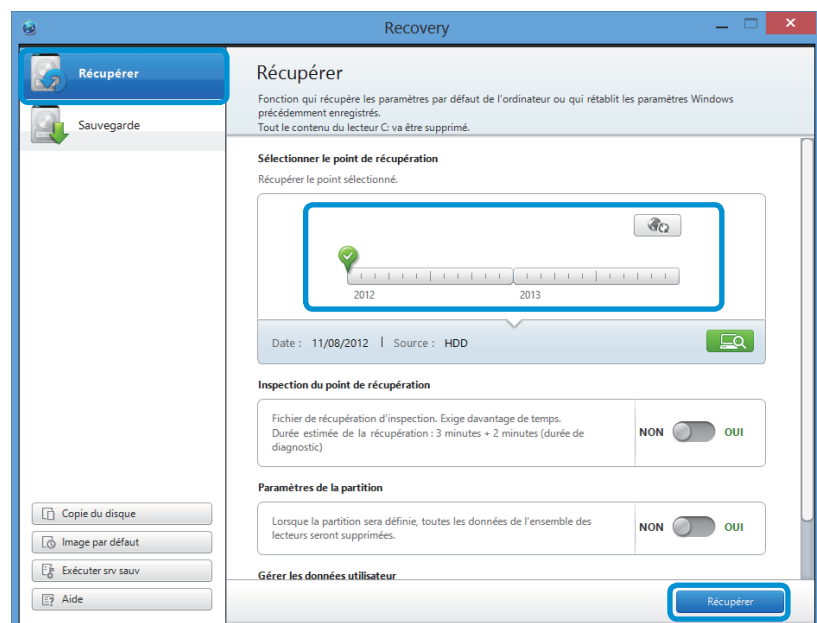 Recovery
Récupérer
Sauvegarde
Copie du disque
Image par défaut
Exécuter srv sauv
Aide
Récupérer
Fonction qui récupère les paramètres par défaut de l'ordinateur ou qui rétablit les paramètres Windows
précédemment enregistrés.
Tout le contenu du lecteur C: va être supprimé.
Sélectionner le point de récupération
Récupérer le point sélectionné.
2012 2013
Date : 11/08/2012 | Source : HDD
Inspection du point de récupération
Fichier de récupération d'inspection. Exige davantage de temps.
Durée estimée de la récupération : 3 minutes + 2 minutes (durée de
diagnostic)
NON OUI
Paramètres de la partition
Lorsque la partition sera définie, toutes les données de l'ensemble des
lecteurs seront supprimées.
NON OUI
Gérer les données utilisateur
Récupérer